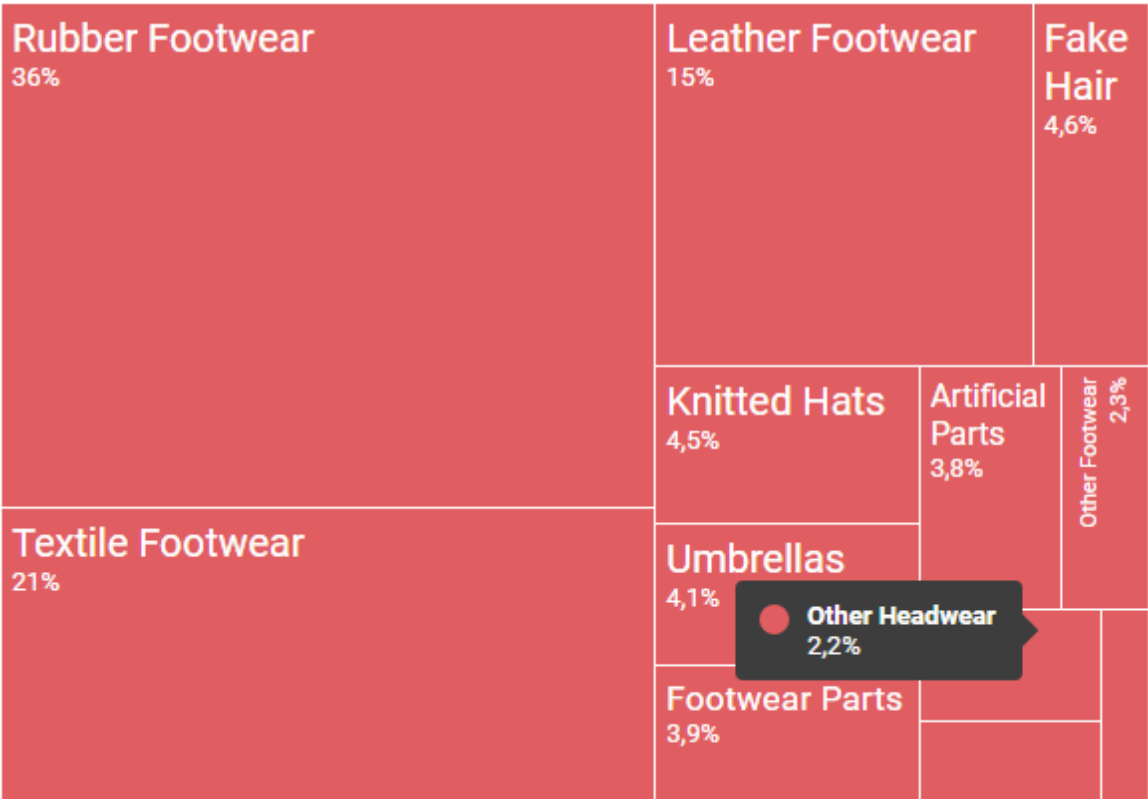 Rubber Footwear
36%
Leather Footwear
15%
Fake
Hair
4,6%
Knitted Hats
4,5%
Artificial
Parts
3,8%
Other Footwear
2,3%
Textile Footwear
21%
Umbrellas
4,1%
Other Headwear
2,2%
Footwear Parts
3,9%